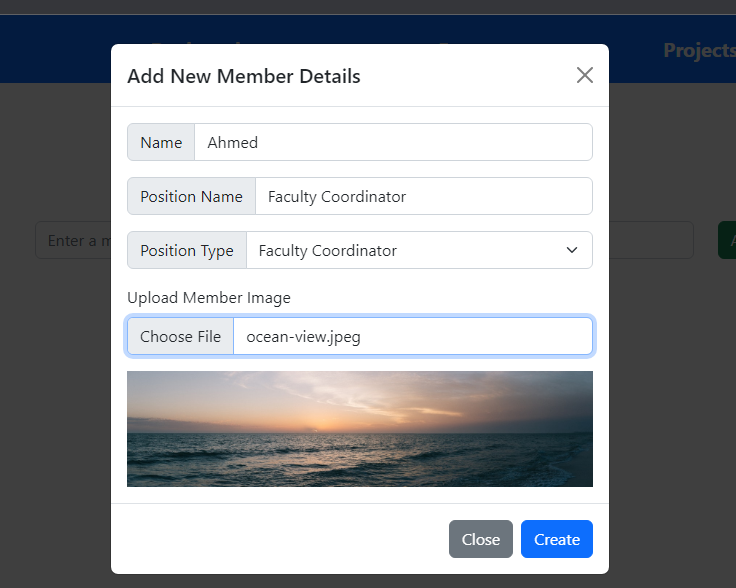 Projects
Add New Member Details
Name Ahmed
Position Name Faculty Coordinator
Position Type Faculty Coordinator
Enter a m
Upload Member Image
Choose File ocean-view.jpeg
Close Create